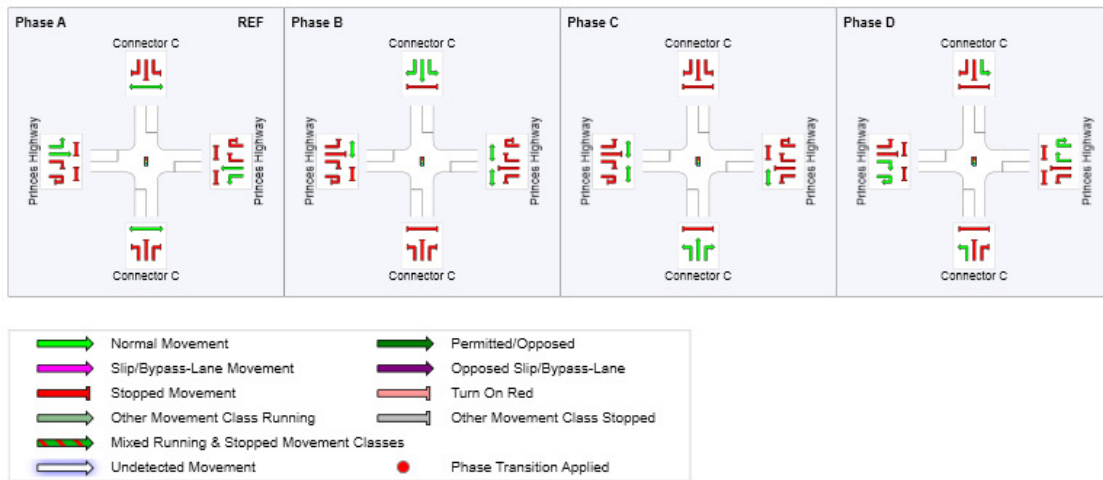 Phase A REF
Connector C
Princes Highway
Princes Highway
Connector C
Phase B
Connector C
Princes Highway
Princes Highway
Connector C
Phase C
Connector C
Princes Highway
Princes Highway
Connector C
Phase D
Connector C
Princes Highway
Princes Highway
Connector C
Normal Movement
Permitted/Opposed
Slip/Bypass-Lane Movement
Opposed Slip/Bypass-Lane
Stopped Movement
Turn On Red
Other Movement Class Running
Other Movement Class Stopped
Mixed Running & Stopped Movement Classes
Undetected Movement
Phase Transition Applied